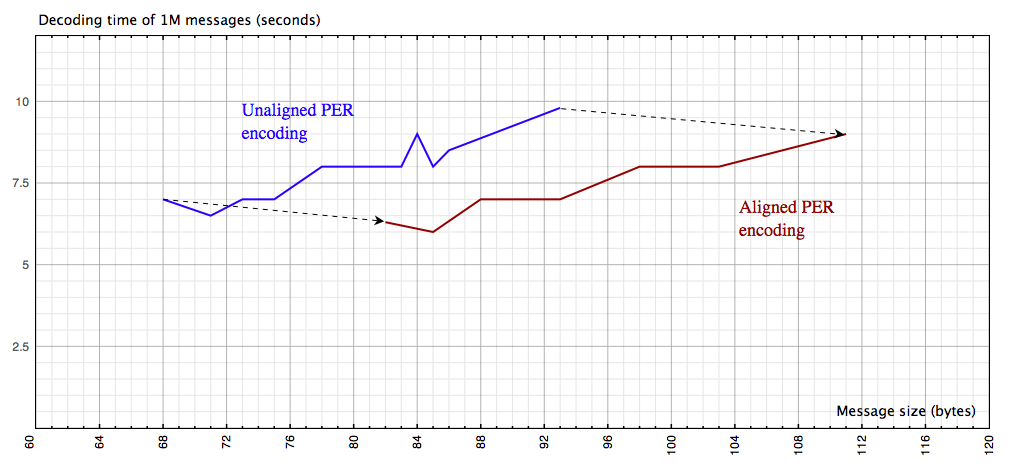 Decoding time of 1M messages (seconds)
10
Unaligned PER
encoding
7.5
Aligned PER
encoding
5
2.5
Message size (bytes)
60 64 68 72 76 80 84 88 92 96 100 104 108 112 116 120